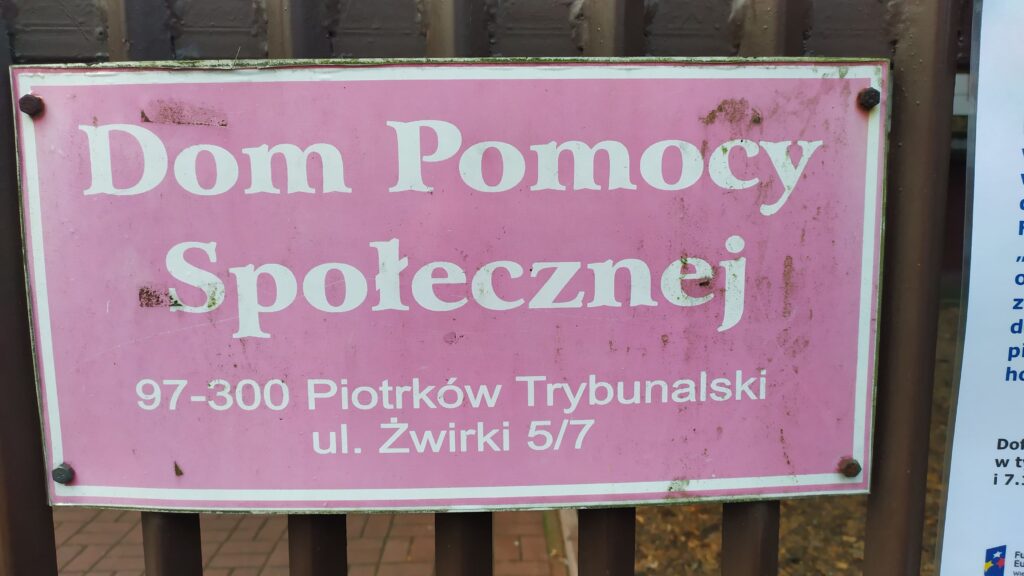 Dom Pomocy
Społecznej
97-300 Piotrków Trybunalski
ul. Żwirki 5/7